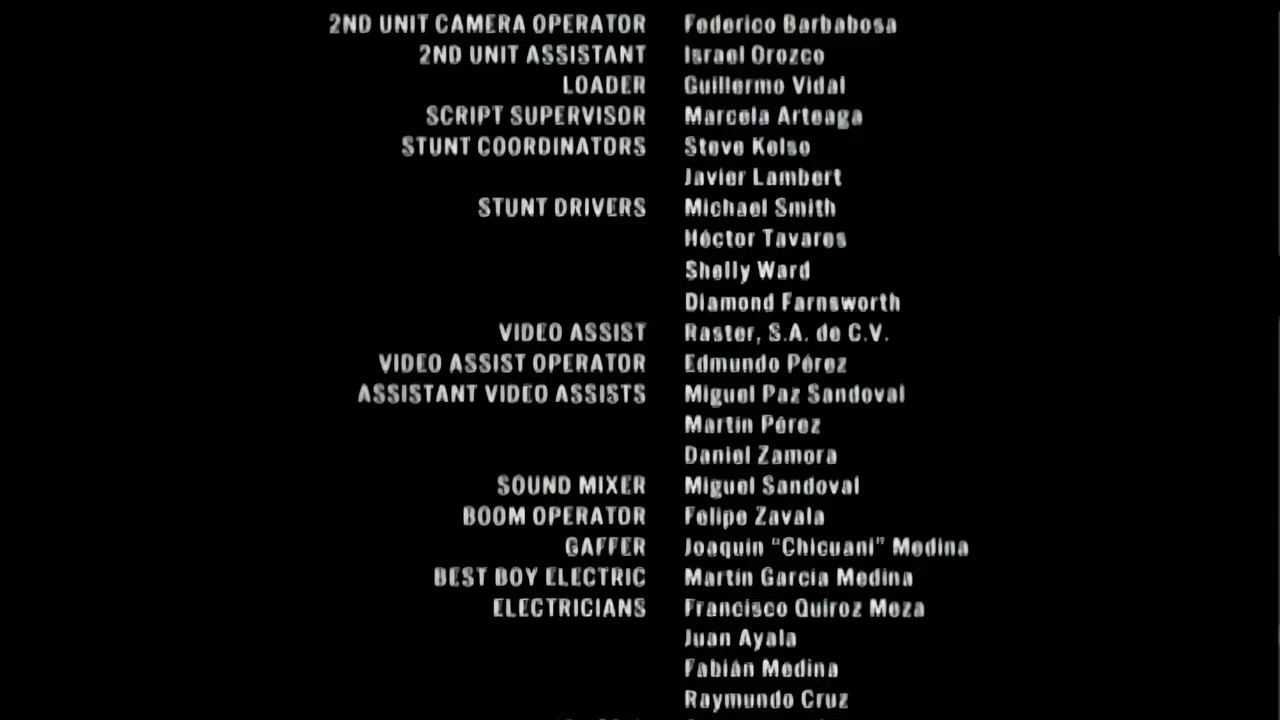 2ND UNIT CAMERA OPERATOR Federico Barbabosa
2ND UNIT ASSISTANT Israel Orozco
LOADER Guillermo Vidal
SCRIPT SUPERVISOR Marcela Arteaga
STUNT COORDINATORS Steve Kelso
Javier Lambert
STUNT DRIVERS Michael Smith
Héctor Tavares
Shelly Ward
Diamond Farnsworth
VIDEO ASSIST Raster, S.A. de C.V.
VIDEO ASSIST OPERATOR Edmundo Pérez
ASSISTANT VIDEO ASSISTS Miguel Paz Sandoval
Martín Pérez
Daniel Zamora
SOUND MIXER Miguel Sandoval
BOOM OPERATOR Felipe Zavala
GAFFER Joaquín “Chicuani” Medina
BEST BOY ELECTRIC Martín García Medina
ELECTRICIANS Francisco Quiroz Meza
Juan Ayala
Fabián Medina
Raymundo Cruz